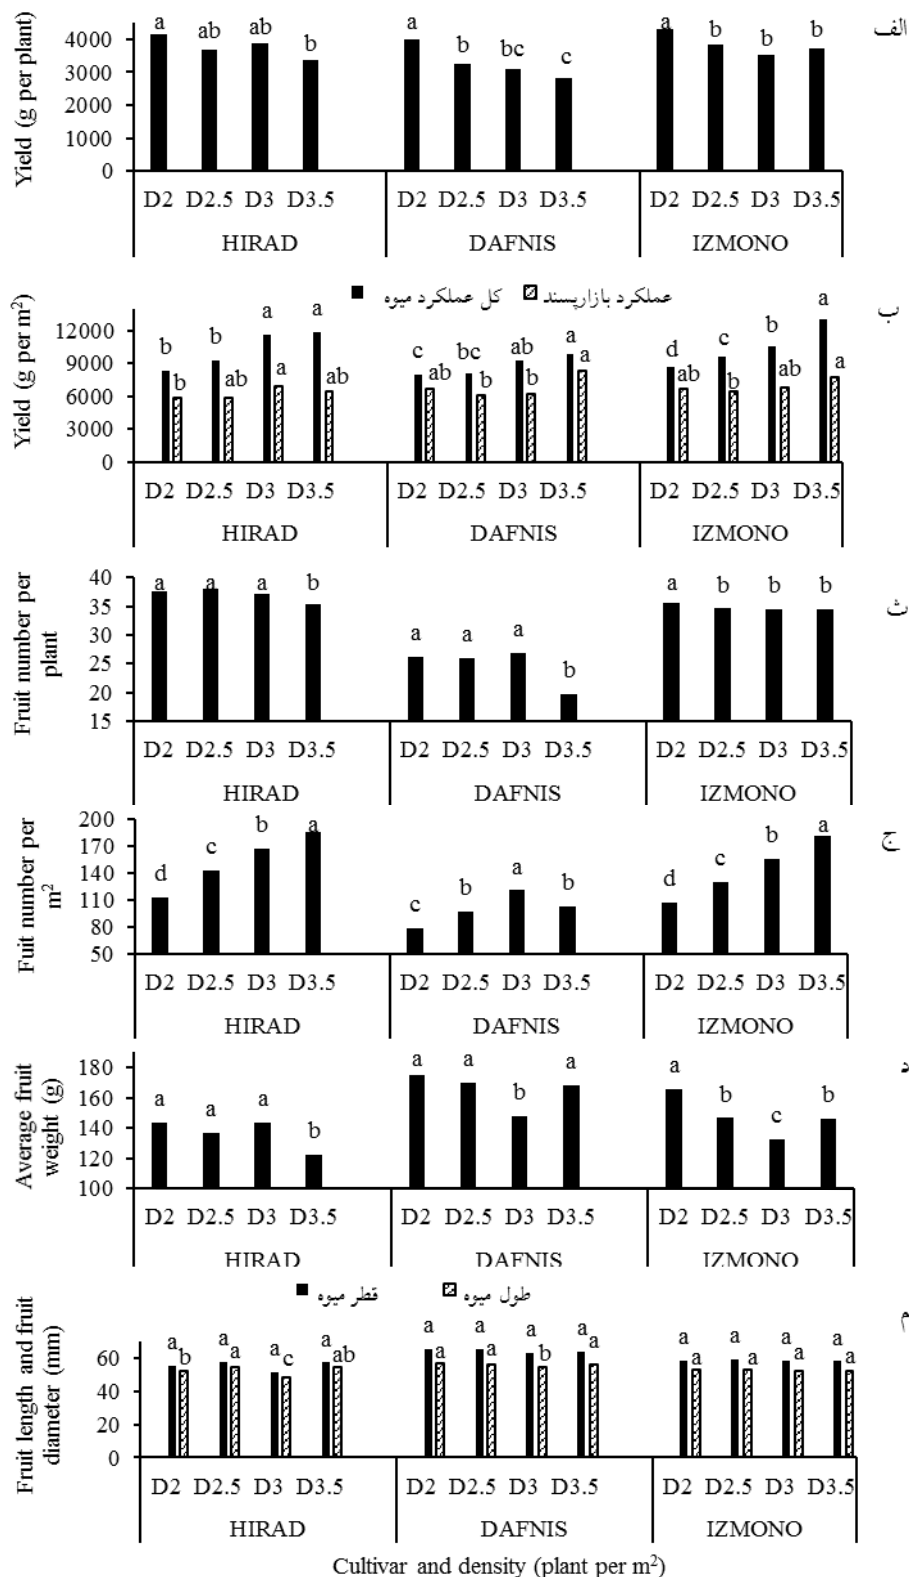 الف
Yield (g per plant)
4000
3000
2000
1000
0
a ab ab b a b bc c a b b b
D2 D2.5 D3 D3.5 D2 D2.5 D3 D3.5 D2 D2.5 D3 D3.5
HIRAD DAFNIS IZMONO
ب
■ کل عملکرد میوه عملکرد بازارپسند
Yield (g per m²)
12000
9000
6000
3000
0
b b b ab a a a ab c ab bc b ab b a a d ab c b b ab a a
D2 D2.5 D3 D3.5 D2 D2.5 D3 D3.5 D2 D2.5 D3 D3.5
HIRAD DAFNIS IZMONO
ث
Fruit number per
plant
40
35
30
25
20
15
a a a b a a a b a b b b
D2 D2.5 D3 D3.5 D2 D2.5 D3 D3.5 D2 D2.5 D3 D3.5
HIRAD DAFNIS IZMONO
ج
Fuit number per
m²
200
170
140
110
80
50
d c b a c b a b d c b a
D2 D2.5 D3 D3.5 D2 D2.5 D3 D3.5 D2 D2.5 D3 D3.5
HIRAD DAFNIS IZMONO
د
Average fruit
weight (g)
180
160
140
120
100
a a a b a a b a a b c b
D2 D2.5 D3 D3.5 D2 D2.5 D3 D3.5 D2 D2.5 D3 D3.5
HIRAD DAFNIS IZMONO
م
■ قطر میوه طول میوه
Fruit length and fruit
diameter (mm)
60
40
20
0
a b a a a c a ab a a a a a b a a a a a a a a a a
D2 D2.5 D3 D3.5 D2 D2.5 D3 D3.5 D2 D2.5 D3 D3.5
HIRAD DAFNIS IZMONO
Cultivar and density (plant per m²)